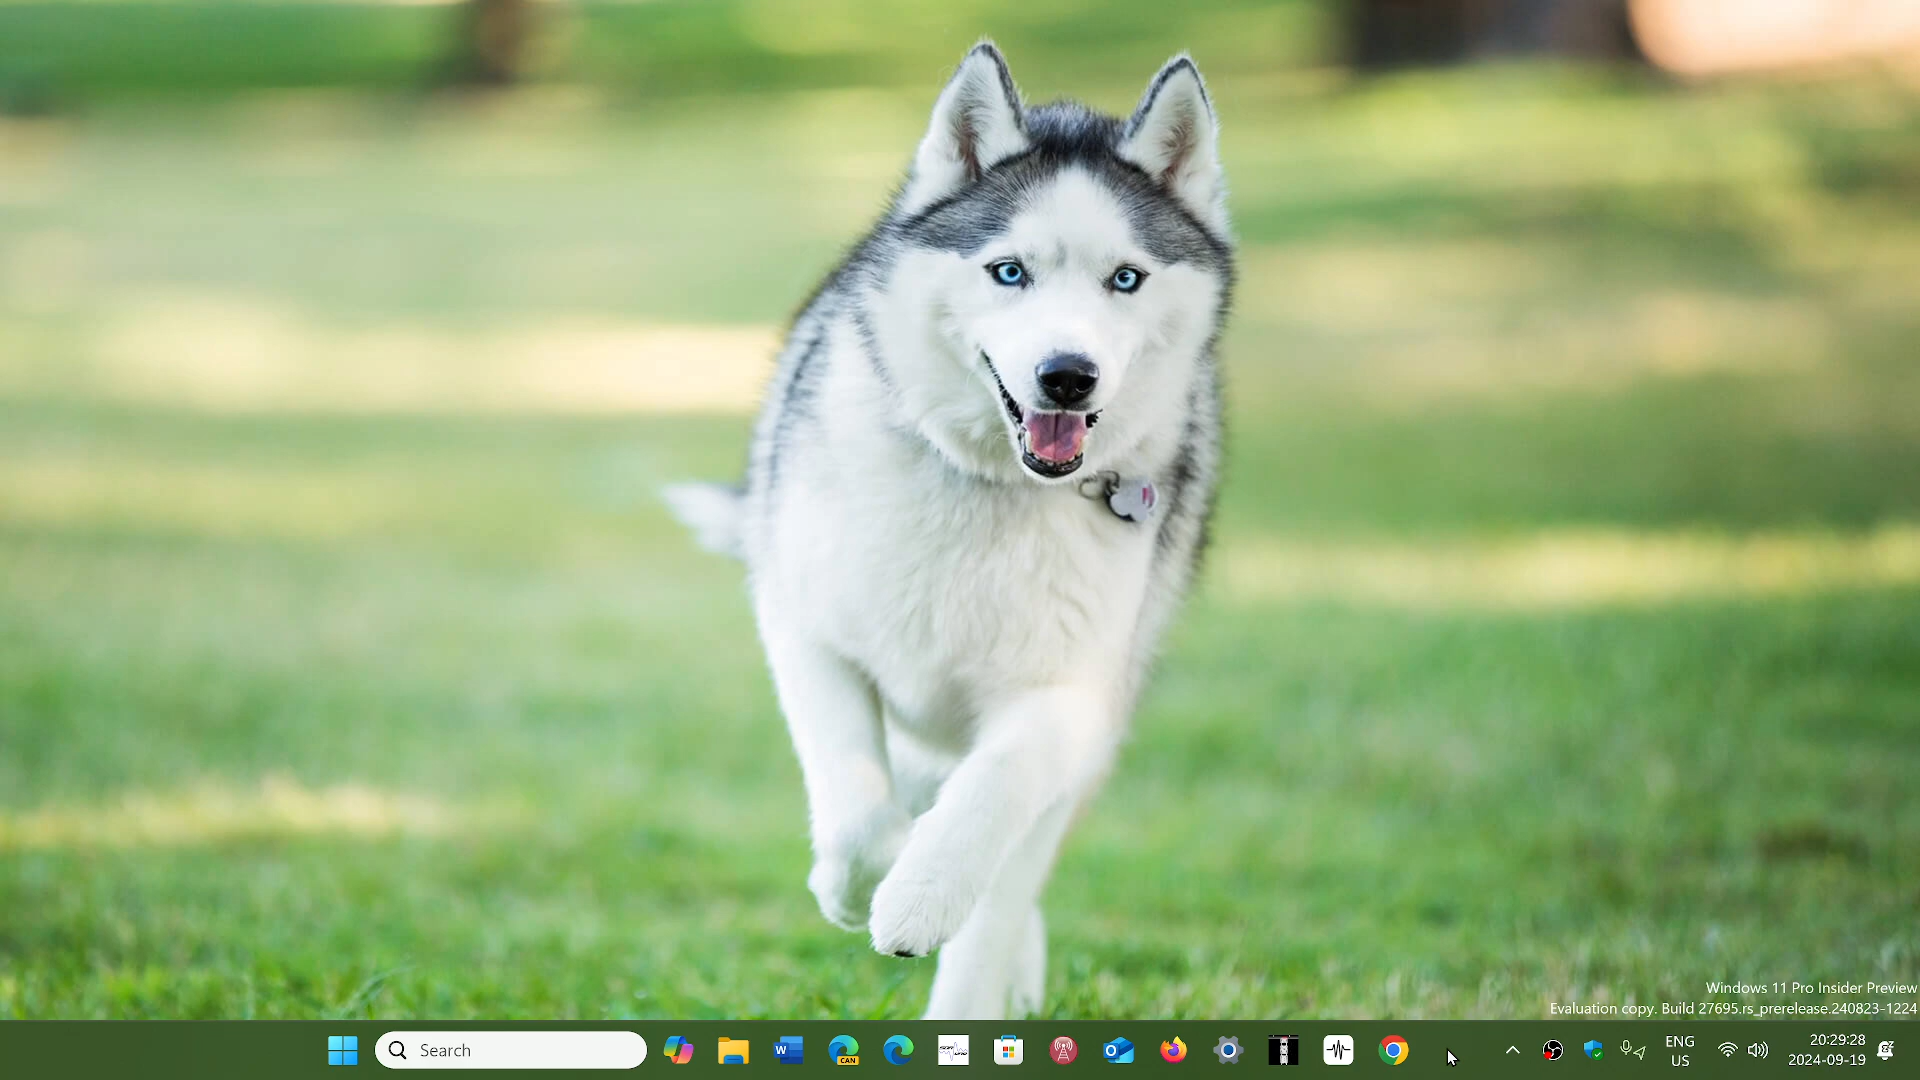 Windows 11 Pro Insider Preview
Evaluation copy. Build 27695.rs_prerelease.240823-1224
Search
W
CAN
O
ENG
US
20:29:28
2024-09-19